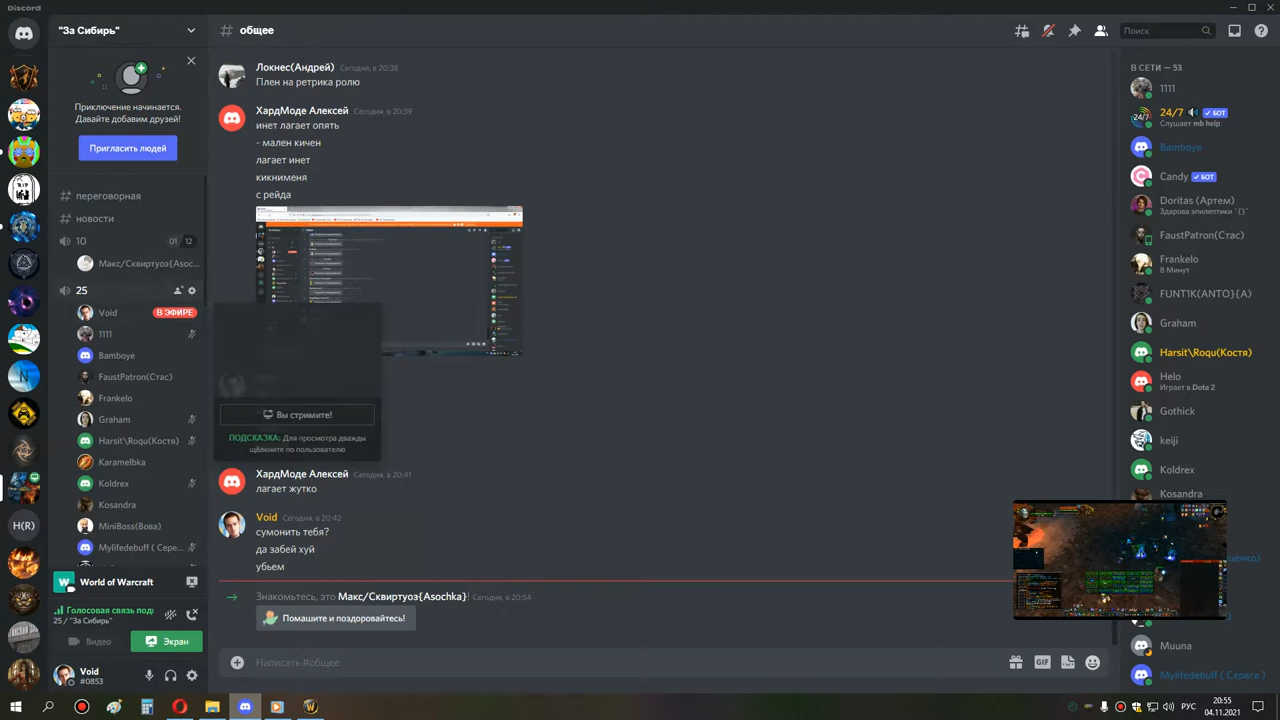 Discord
"За Сибирь"
Приключение начинается.
Давайте добавим друзей!
Пригласить людей
переговорная
новости
10
01 12
Макс/Сквиртуоз{Asoc...
25
Void В ЭФИРЕ
1111
Bamboye
FaustPatron(Стас)
Frankelo
Graham
Harsit\Roqu(Костя)
Karamelbka
Koldrex
Kosandra
MiniBoss(Вова)
Mylifedebuff ( Сере...
World of Warcraft
Голосовая связь под
25 / "За Сибирь"
Видео
Экран
Void
#0853
# общее
Поиск
Локнес(Андрей) Сегодня, в 20:38
Плен на ретрика ролю
ХардМоде Алексей Сегодня, в 20:39
инет лагает опять
- мален кичен
лагает инет
кикнименя
с рейда
Вы стримите!
ПОДСКАЗКА: Для просмотра дважды
щёлкните по пользователю
ХардМоде Алексей Сегодня, в 20:41
лагает жутко
Void Сегодня, в 20:42
сумонить тебя?
да забей хуй
убьем
Знакомьтесь, это Макс/Сквиртуоз{Asochka}! Сегодня, в 20:54
Помашите и поздоровайтесь!
Написать #общее
GIF
В СЕТИ — 53
1111
24/7 БОТ
Слушает mb help
Bamboye
Candy БОТ
Doritas (Артем)
Здарова эпилептики ˆ{}ˆ
FaustPatron(Стас)
Frankelo
8 Минут
FUNT!K(ANTO}{A)
Graham
Harsit\Roqu(Костя)
Helo
Играет в Dota 2
Gothick
keiji
Koldrex
Kosandra
Muuna
Mylifedebuff ( Серега )
H(R)
РУС
20:55
04.11.2021